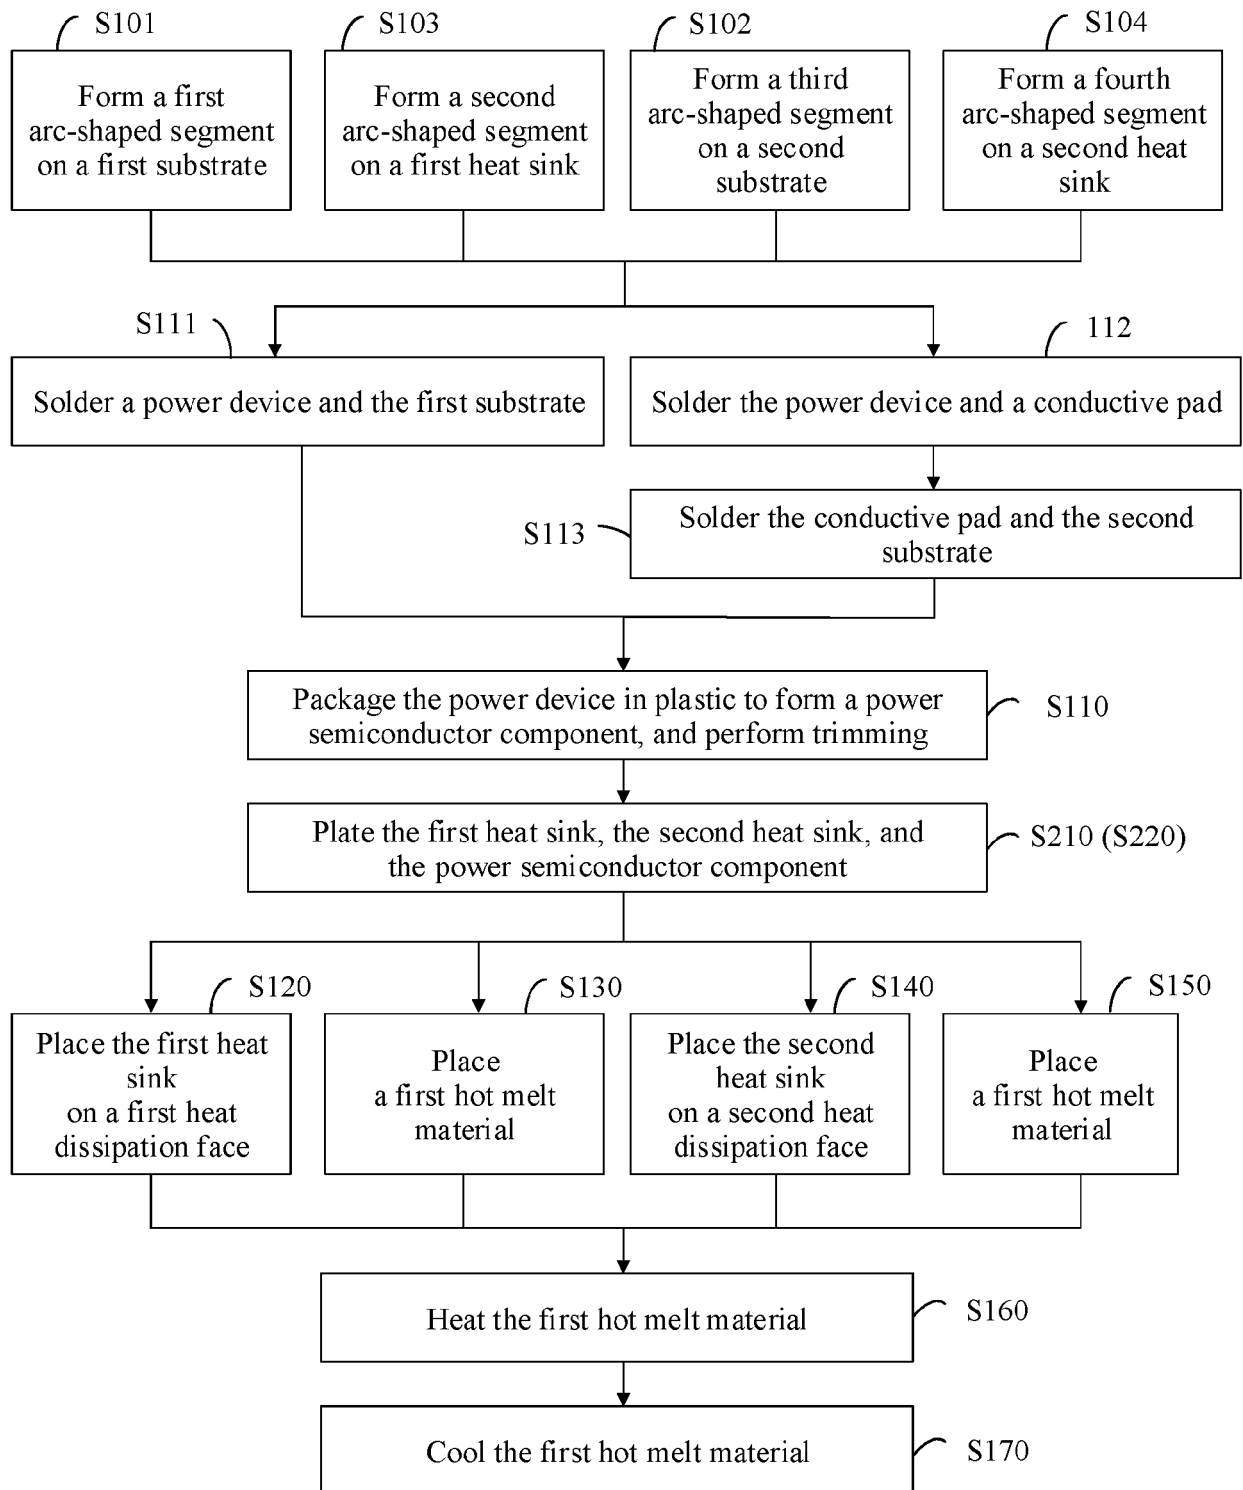 S101
S103
S102
S104
Form a first
arc-shaped segment
on a first substrate
Form a second
arc-shaped segment
on a first heat sink
Form a third
arc-shaped segment
on a second
substrate
Form a fourth
arc-shaped segment
on a second heat
sink
S111
112
Solder a power device and the first substrate
Solder the power device and a conductive pad
S113
Solder the conductive pad and the second
substrate
Package the power device in plastic to form a power
semiconductor component, and perform trimming
S110
Plate the first heat sink, the second heat sink, and
the power semiconductor component
S210 (S220)
S120
S130
S140
S150
Place the first heat
sink
on a first heat
dissipation face
Place
a first hot melt
material
Place the second
heat sink
on a second heat
dissipation face
Place
a first hot melt
material
Heat the first hot melt material
S160
Cool the first hot melt material
S170